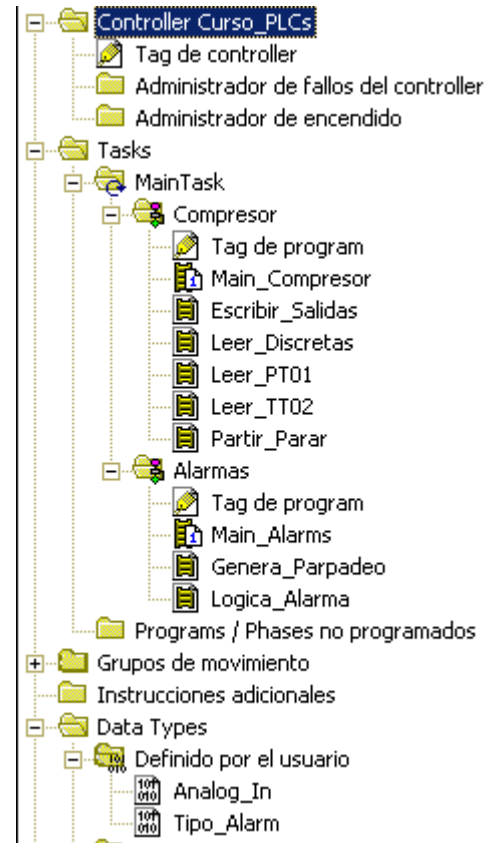 Controller Curso_PLCs
Tag de controller
Administrador de fallos del controller
Administrador de encendido
Tasks
MainTask
Compresor
Tag de program
Main_Compresor
Escribir_Salidas
Leer_Discretas
Leer_PT01
Leer_TT02
Partir_Parar
Alarmas
Tag de program
Main_Alarms
Genera_Parpadeo
Logica_Alarma
Programs / Phases no programados
Grupos de movimiento
Instrucciones adicionales
Data Types
Definido por el usuario
Analog_In
Tipo_Alarm